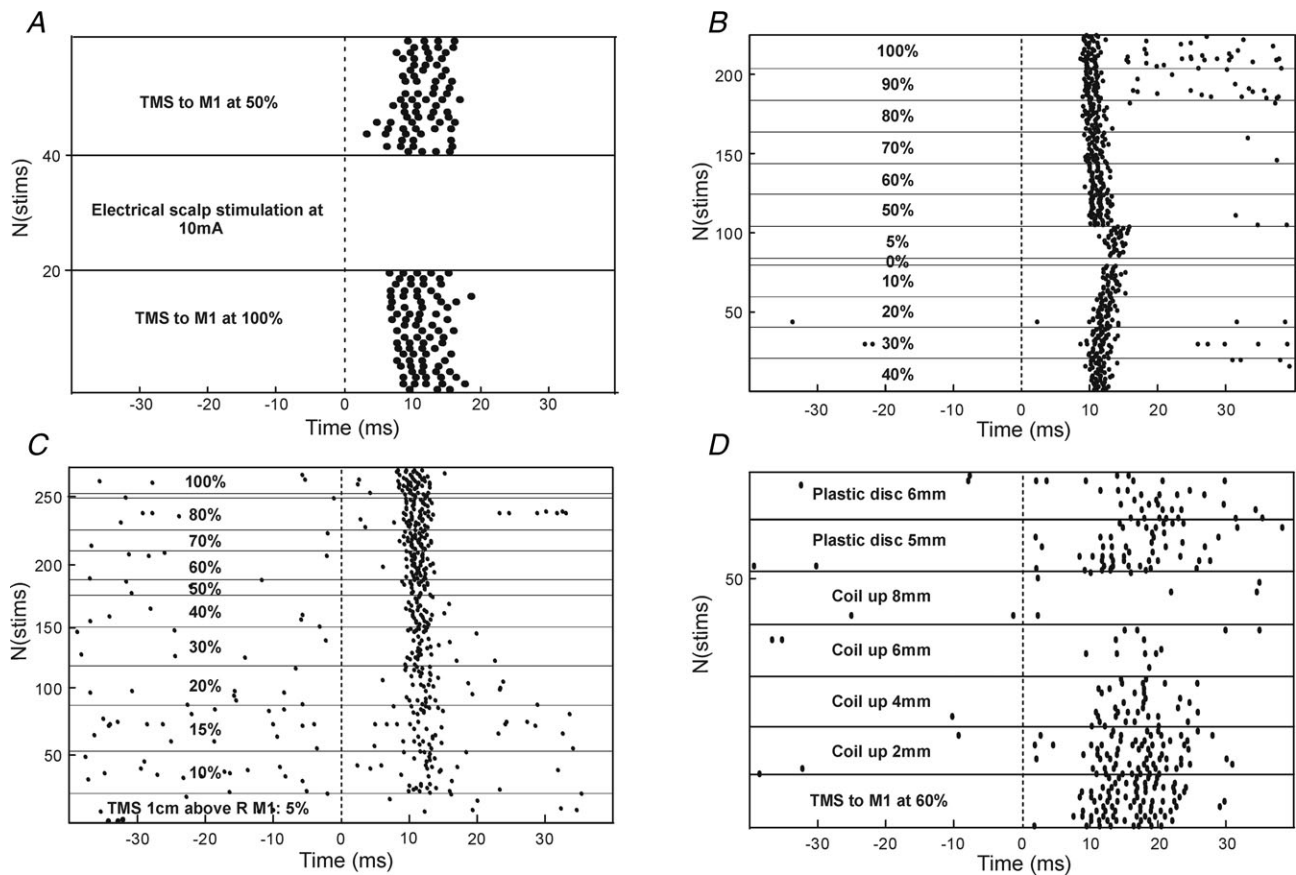 A
N(stims)
40
20
TMS to M1 at 50%
Electrical scalp stimulation at
10mA
TMS to M1 at 100%
-30 -20 -10 0 10 20 30
Time (ms)
B
N(stims)
200
150
100
50
100%
90%
80%
70%
60%
50%
5%
0%
10%
20%
30%
40%
-30 -20 -10 0 10 20 30
Time (ms)
C
N(stims)
250
200
150
100
50
100%
80%
70%
60%
50%
40%
30%
20%
15%
10%
TMS 1cm above R M1: 5%
-30 -20 -10 0 10 20 30
Time (ms)
D
N(stims)
50
Plastic disc 6mm
Plastic disc 5mm
Coil up 8mm
Coil up 6mm
Coil up 4mm
Coil up 2mm
TMS to M1 at 60%
-30 -20 -10 0 10 20 30
Time (ms)